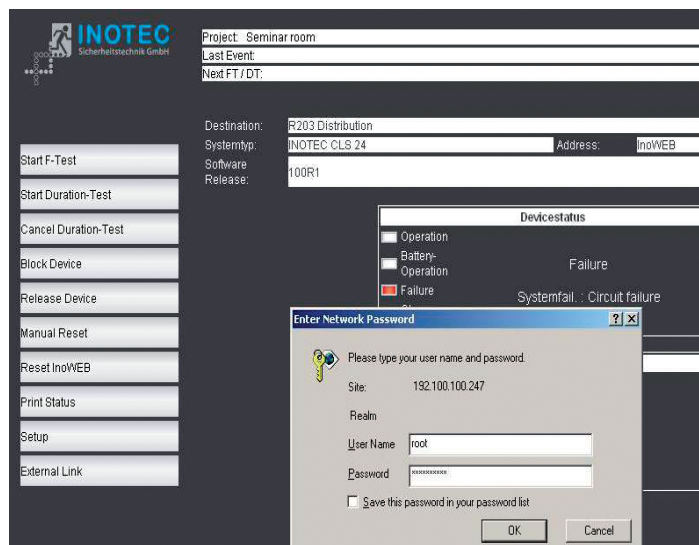 INOTEC
Sicherheitstechnik GmbH
Project: Seminar room
Last Event:
Next FT / DT:
Destination: R203 Distribution
Systemtyp: INOTEC CLS 24 Address: InoWEB
Software Release: 100R1
Start F-Test
Start Duration-Test
Cancel Duration-Test
Block Device
Release Device
Manual Reset
Reset InoWEB
Print Status
Setup
External Link
Devicestatus
Operation
Battery-
Operation Failure
Failure Systemfail. : Circuit failure
Enter Network Password
Please type your user name and password.
Site: 192.100.100.247
Realm
User Name root
Password **********
Save this password in your password list
OK Cancel